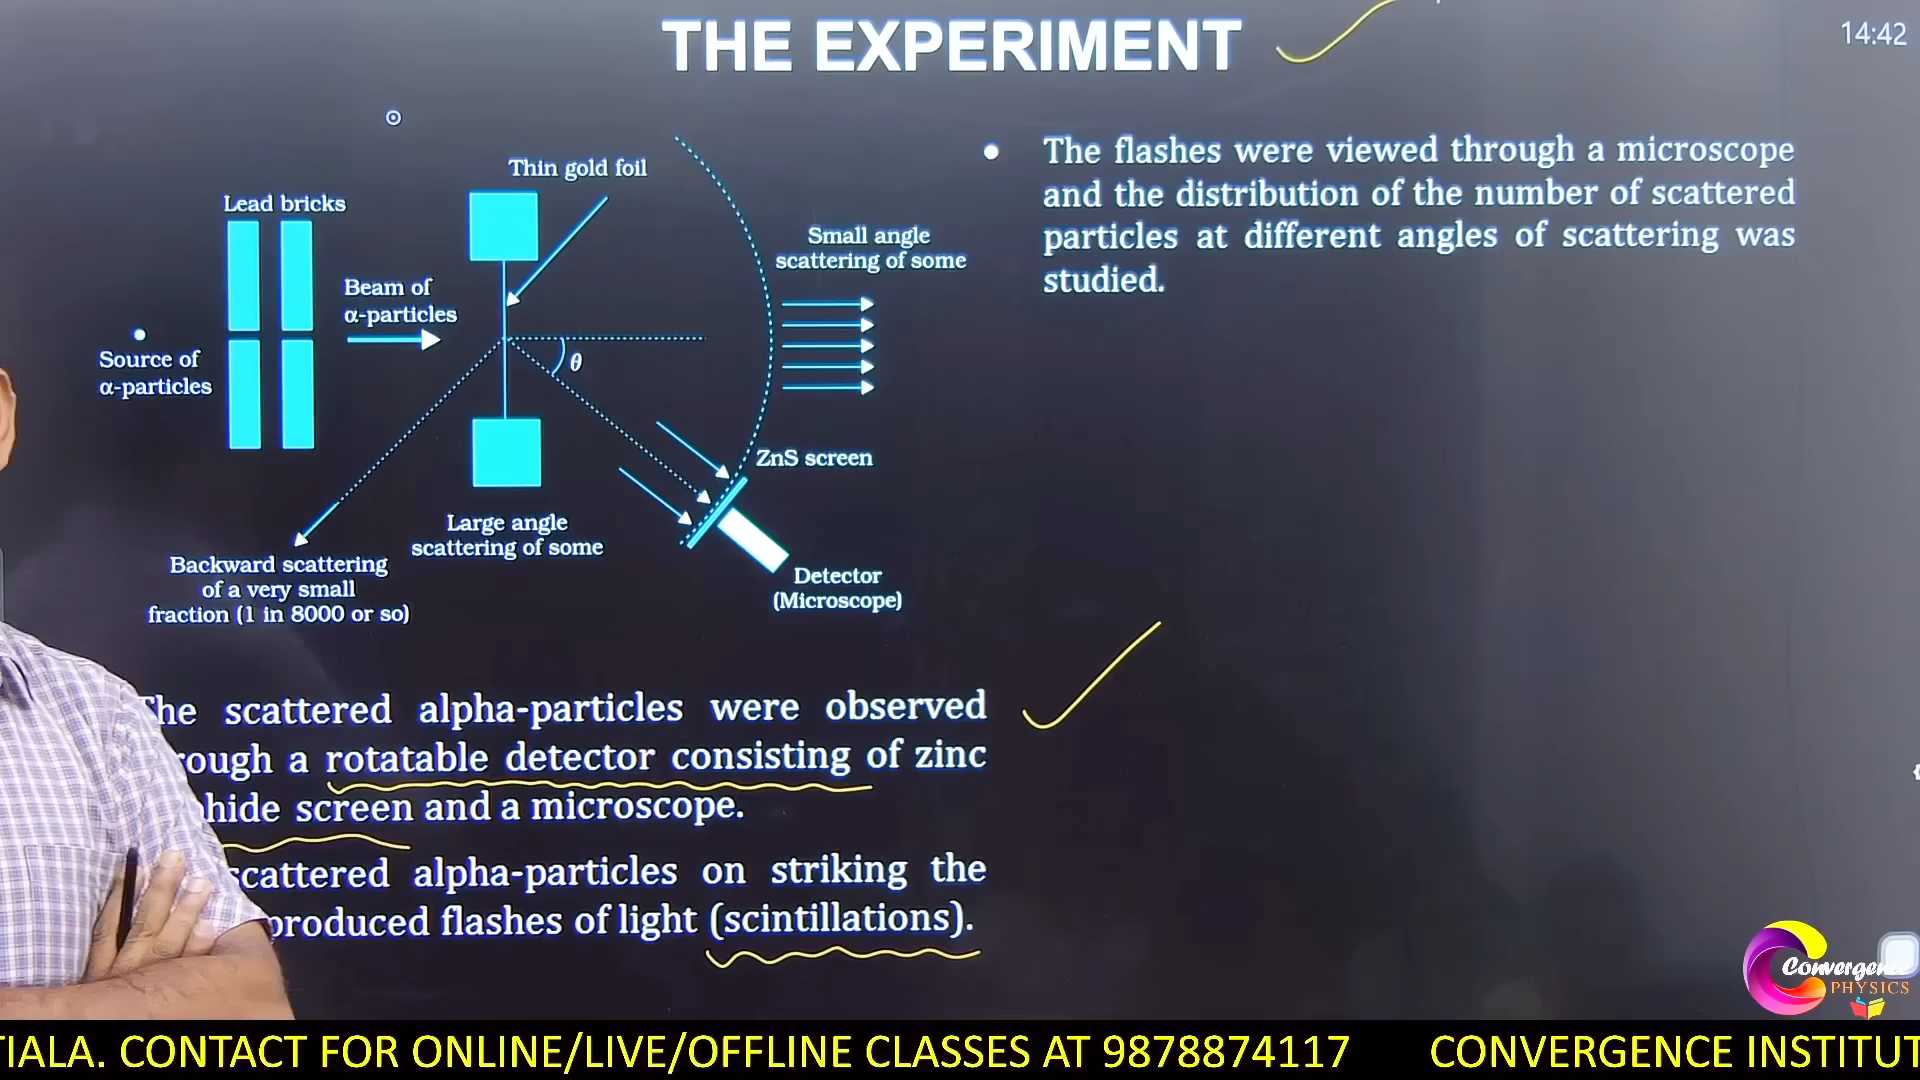 THE EXPERIMENT
14:42
Thin gold foil
Lead bricks
Small angle
scattering of some
Beam of
α-particles
θ
Source of
α-particles
ZnS screen
Large angle
scattering of some
Backward scattering
of a very small
fraction (1 in 8000 or so)
Detector
(Microscope)
The scattered alpha-particles were observed
a rotatable detector consisting of zinc
screen and a microscope.
scattered alpha-particles on striking the
produced flashes of light (scintillations).
• The flashes were viewed through a microscope
and the distribution of the number of scattered
particles at different angles of scattering was
studied.
Convergence
PHYSICS
TIALA. CONTACT FOR ONLINE/LIVE/OFFLINE CLASSES AT 9878874117 CONVERGENCE INSTITUT